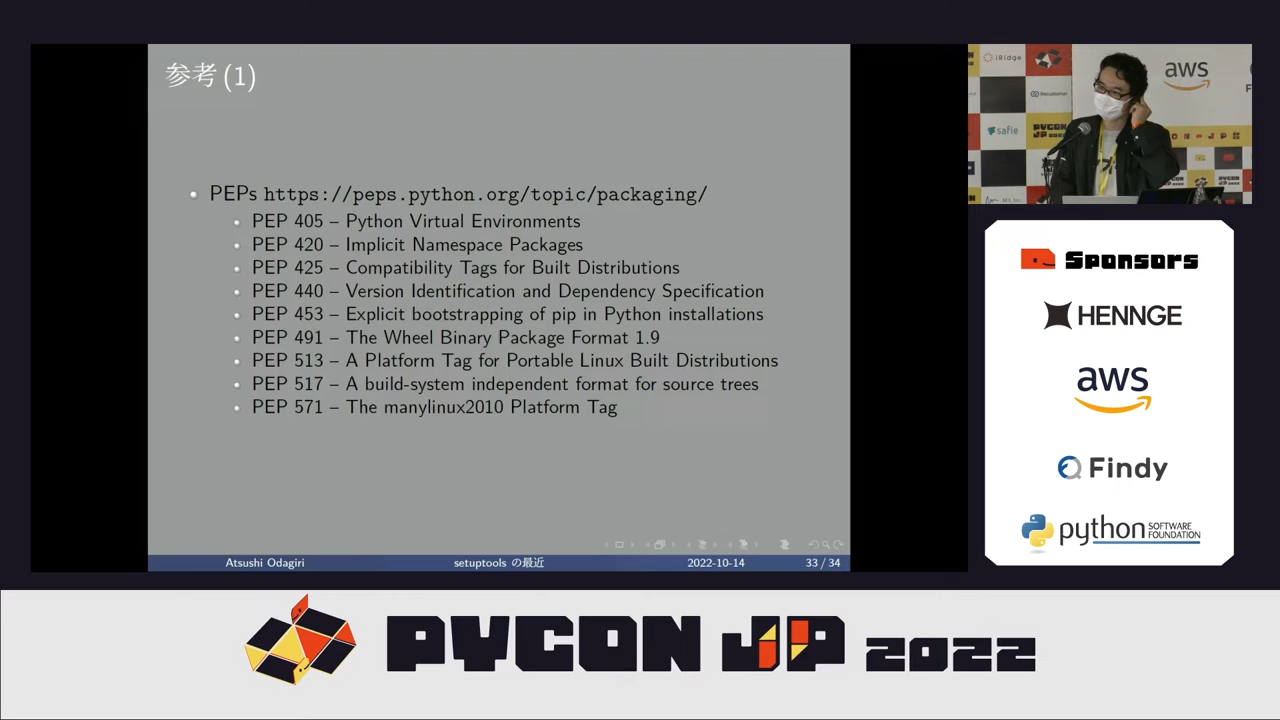 参考 (1)
PEPs https://peps.python.org/topic/packaging/
PEP 405 – Python Virtual Environments
PEP 420 – Implicit Namespace Packages
PEP 425 – Compatibility Tags for Built Distributions
PEP 440 – Version Identification and Dependency Specification
PEP 453 – Explicit bootstrapping of pip in Python installations
PEP 491 – The Wheel Binary Package Format 1.9
PEP 513 – A Platform Tag for Portable Linux Built Distributions
PEP 517 – A build-system independent format for source trees
PEP 571 – The manylinux2010 Platform Tag
Atsushi Odagiri
setuptools の最近
2022-10-14
33 / 34
iRidge
aws
safie
PYCON
Sponsors
HENNGE
aws
Findy
python SOFTWARE
FOUNDATION
PYCON JP 2022